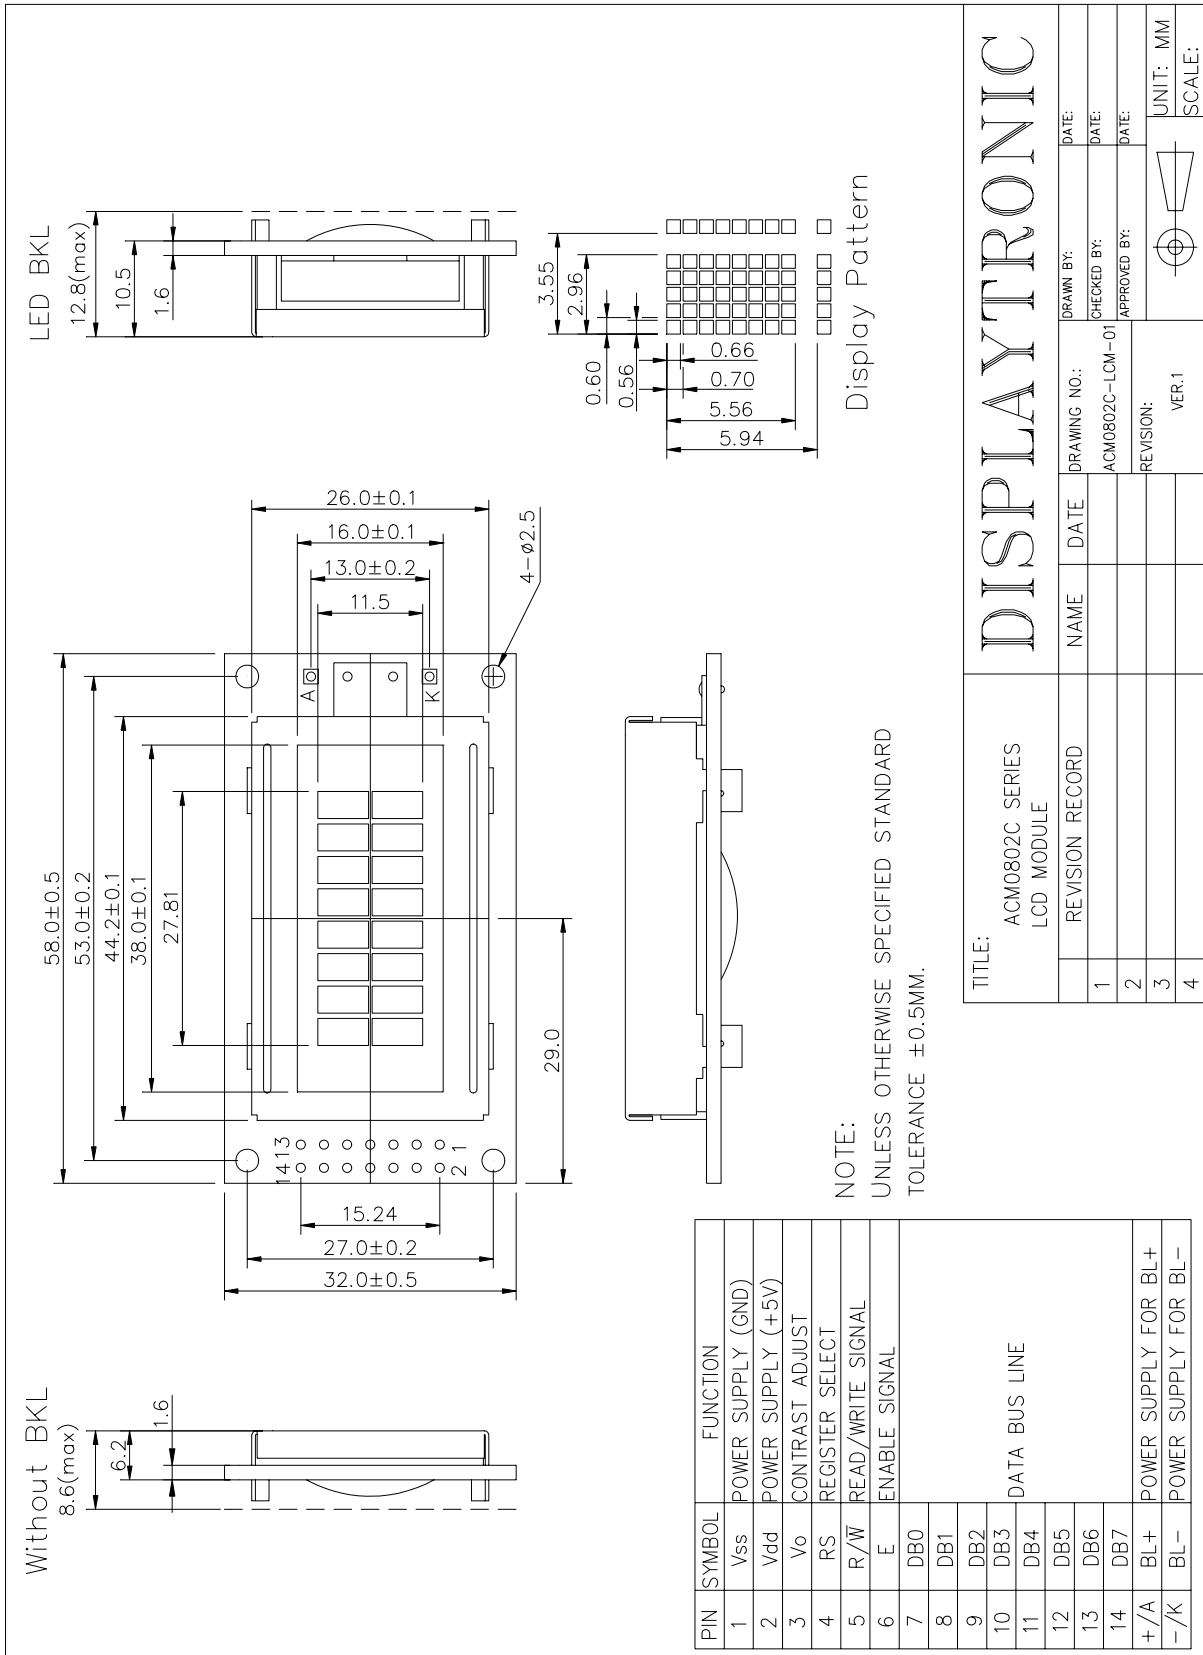 Without BKL
8.6(max)
6.2
1.6
58.0±0.5
53.0±0.2
44.2±0.1
38.0±0.1
27.81
14 13
2 1
A
K
15.24
27.0±0.2
32.0±0.5
29.0
26.0±0.1
16.0±0.1
13.0±0.2
11.5
4-ø2.5
LED BKL
12.8(max)
10.5
1.6
3.55
2.96
0.60
0.56
0.66
0.70
5.56
5.94
Display Pattern
PIN SYMBOL FUNCTION
1 Vss POWER SUPPLY (GND)
2 Vdd POWER SUPPLY (+5V)
3 Vo CONTRAST ADJUST
4 RS REGISTER SELECT
5 R/W̅ READ/WRITE SIGNAL
6 E ENABLE SIGNAL
7 DB0
8 DB1
9 DB2
10 DB3
DATA BUS LINE
11 DB4
12 DB5
13 DB6
14 DB7
+/A BL+ POWER SUPPLY FOR BL+
-/K BL- POWER SUPPLY FOR BL-
NOTE:
UNLESS OTHERWISE SPECIFIED STANDARD
TOLERANCE ±0.5MM.
TITLE:
ACM0802C SERIES
LCD MODULE
DISPLAYTRONIC
REVISION RECORD NAME DATE
1
2
3
4
DRAWING NO.:
ACM0802C-LCM-01
REVISION:
VER.1
DRAWN BY: DATE:
CHECKED BY: DATE:
APPROVED BY: DATE:
UNIT: MM
SCALE: